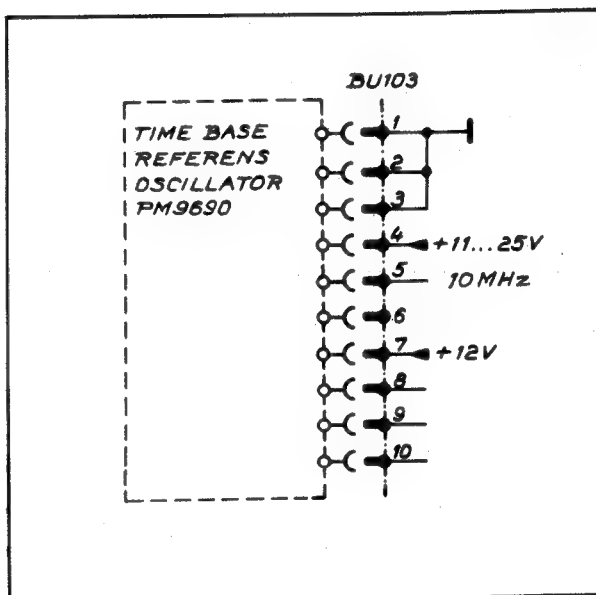 BU103
TIME BASE
REFERENS
OSCILLATOR
PM9690
1
2
3
4 +11...25V
5 10MHz
6
7 +12V
8
9
10